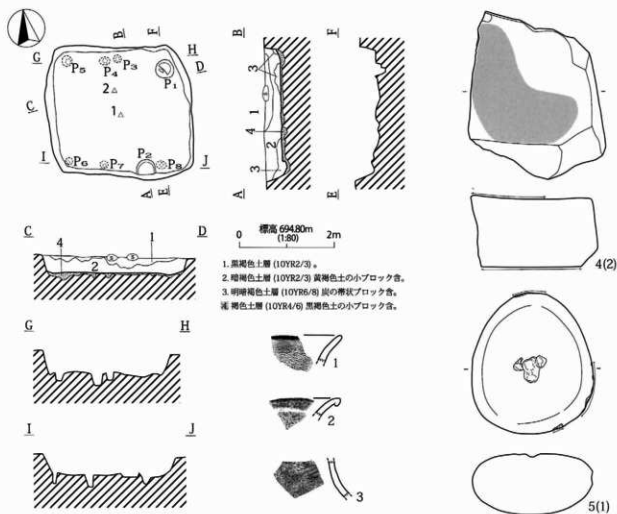 B
F
G
H
D
C
I
J
A
E
P5
P4
P3
P1
2
1
P6
P7
P2
P8
B
F
3
1
4
2
3
A
E
C
D
4
2
1
標高 694.80m
(1:80)
0
2m
1. 黒褐色土層 (10YR2/3) 。
2. 暗褐色土層 (10YR2/3) 黄褐色土の小ブロック含。
3. 明暗褐色土層 (10YR6/8) 炭の帯状ブロック含。
褐色土層 (10YR4/6) 黒褐色土の小ブロック含。
G
H
I
J
1
2
3
4(2)
5(1)